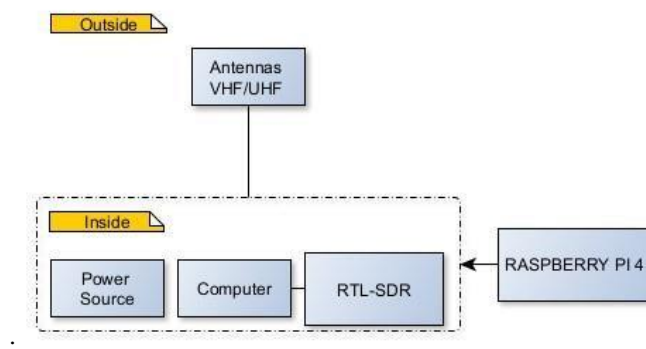 Outside
Antennas
VHF/UHF
Inside
Power
Source
Computer
RTL-SDR
RASPBERRY PI 4
.